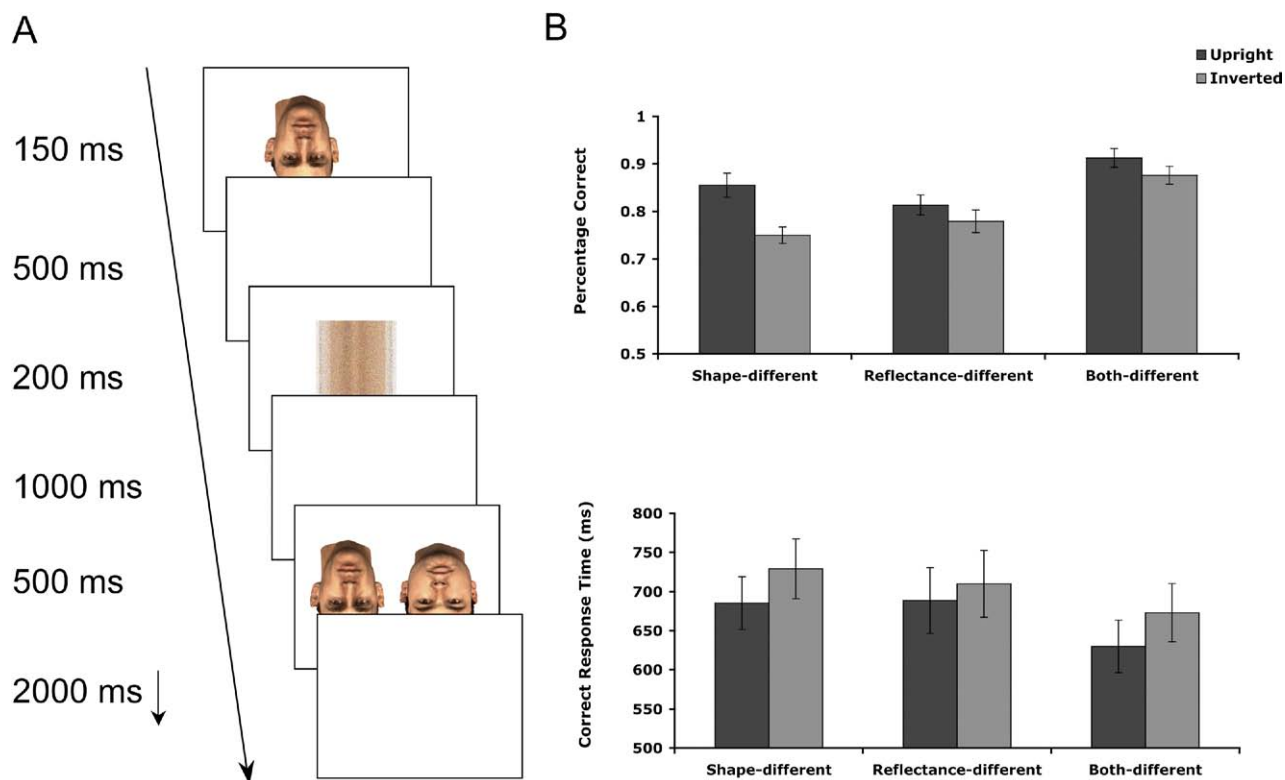 A
150 ms
500 ms
200 ms
1000 ms
500 ms
2000 ms
B
Upright
Inverted
Percentage Correct
1
0.9
0.8
0.7
0.6
0.5
Shape-different Reflectance-different Both-different
Correct Response Time (ms)
800
750
700
650
600
550
500
Shape-different Reflectance-different Both-different